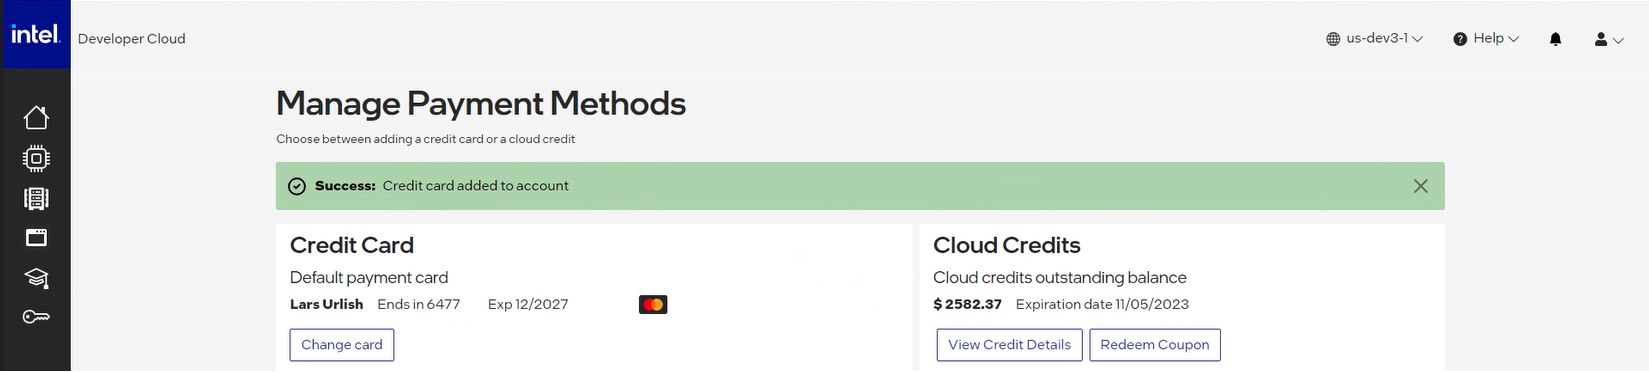 intel.
Developer Cloud
us-dev3-1
Help
Manage Payment Methods
Choose between adding a credit card or a cloud credit
Success: Credit card added to account
Credit Card
Default payment card
Lars Urlish Ends in 6477 Exp 12/2027
Change card
Cloud Credits
Cloud credits outstanding balance
$ 2582.37 Expiration date 11/05/2023
View Credit Details
Redeem Coupon